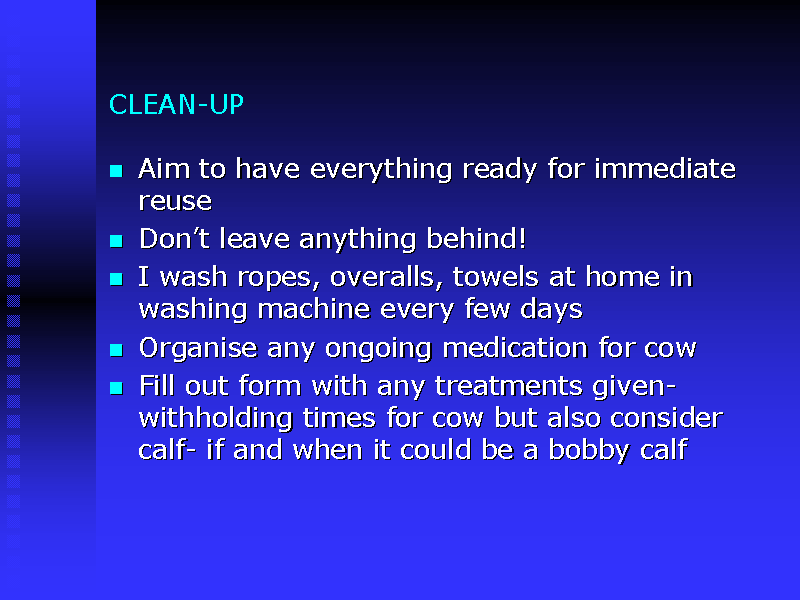 CLEAN-UP
Aim to have everything ready for immediate
reuse
Don’t leave anything behind!
I wash ropes, overalls, towels at home in
washing machine every few days
Organise any ongoing medication for cow
Fill out form with any treatments given-
withholding times for cow but also consider
calf- if and when it could be a bobby calf